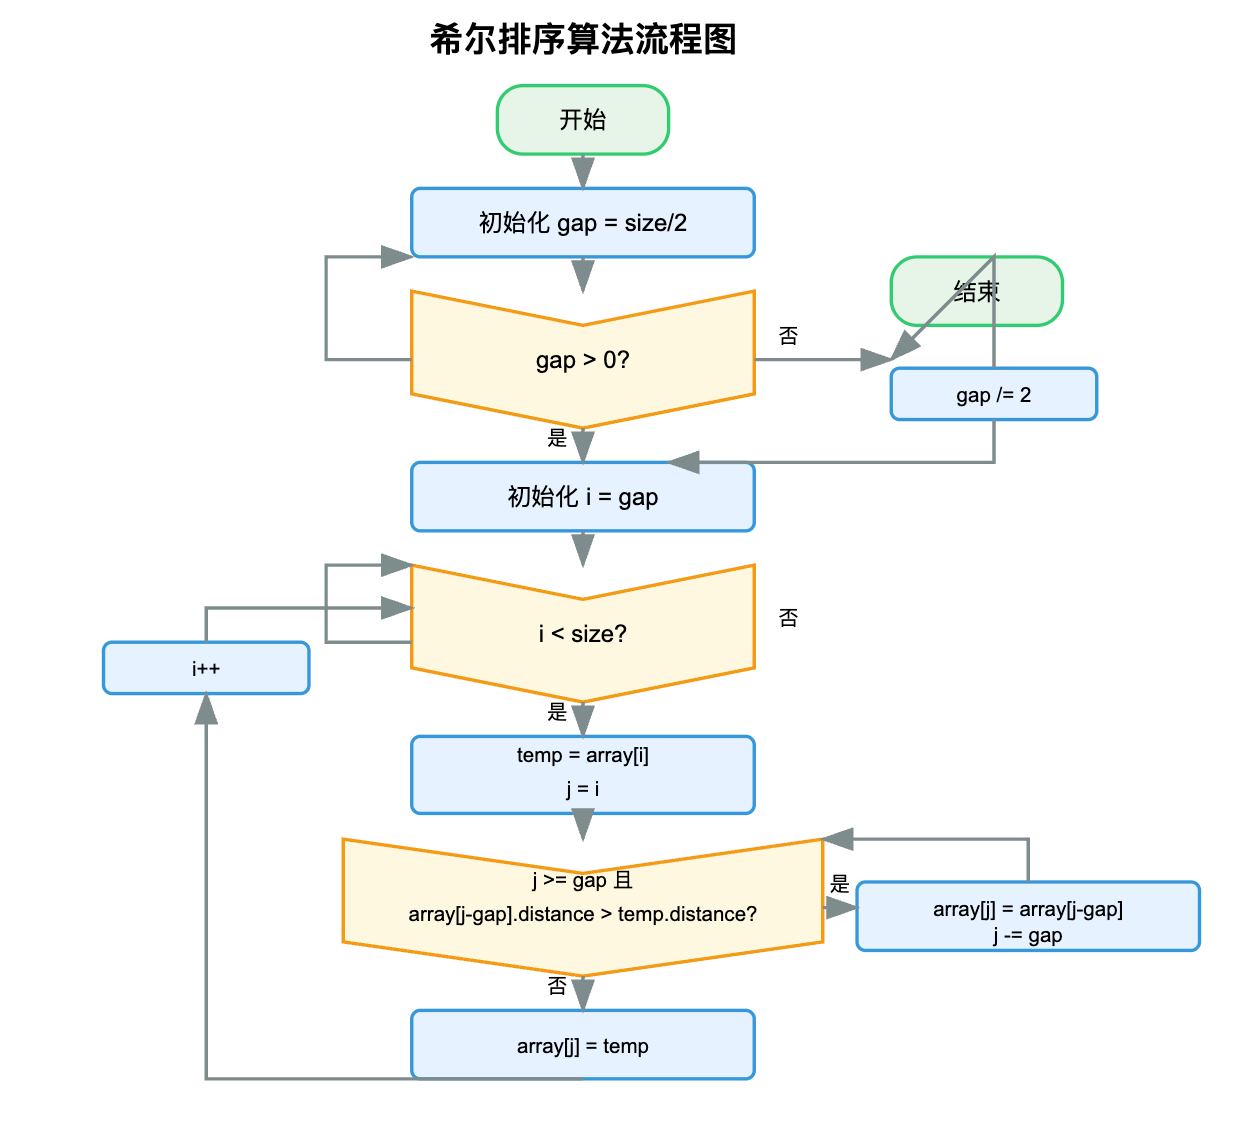 希尔排序算法流程图
开始
初始化 gap = size/2
结束
gap > 0?
否
gap /= 2
是
初始化 i = gap
i < size?
否
i++
是
temp = array[i]
j = i
j >= gap 且
array[j-gap].distance > temp.distance?
是
array[j] = array[j-gap]
j -= gap
否
array[j] = temp